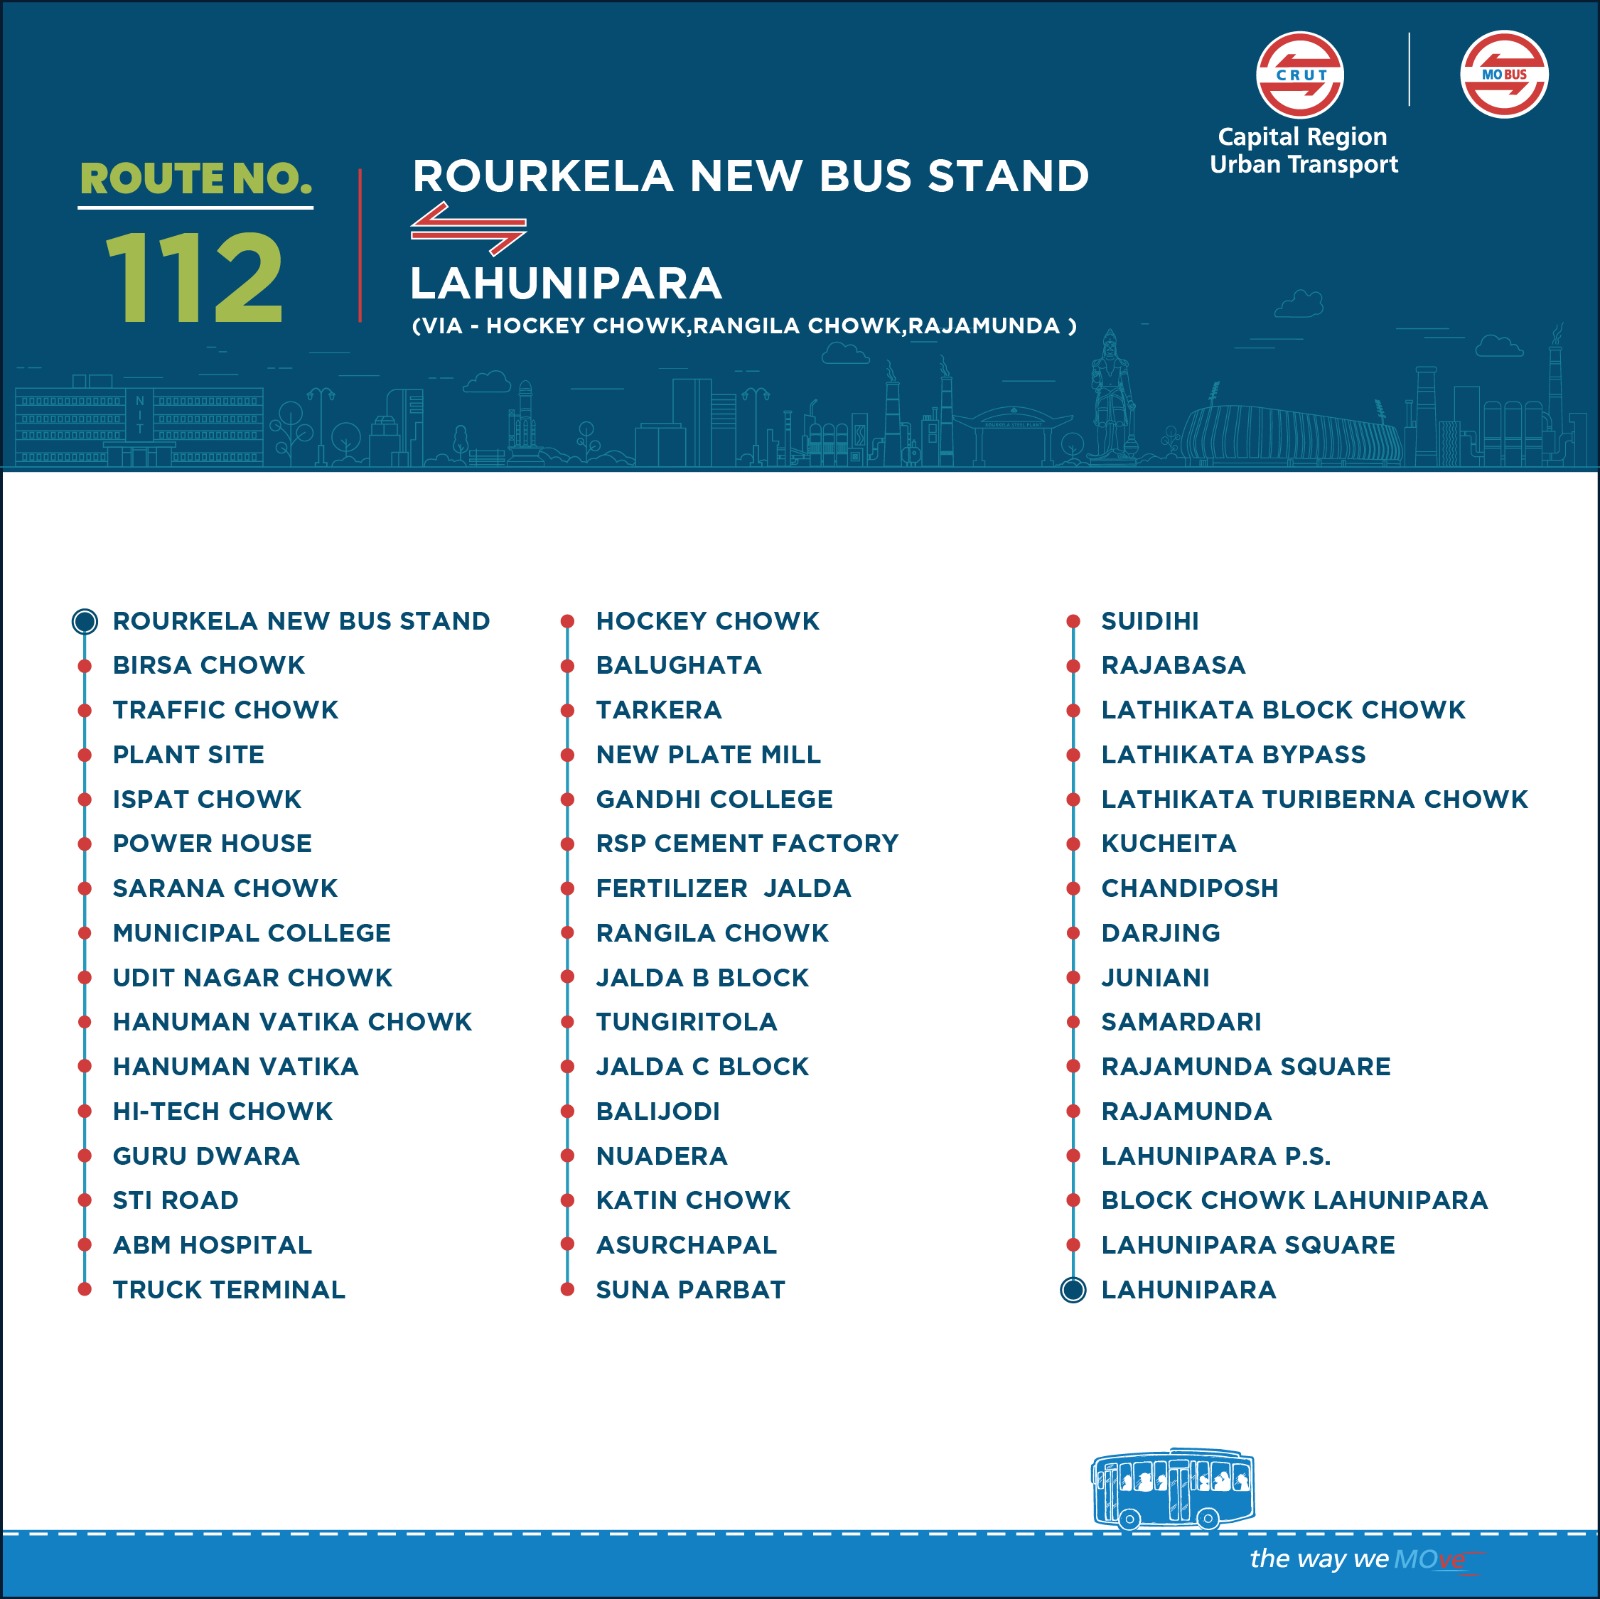 CRUT
MO BUS
Capital Region
Urban Transport
ROUTE NO.
112
ROURKELA NEW BUS STAND
LAHUNIPARA
(VIA - HOCKEY CHOWK,RANGILA CHOWK,RAJAMUNDA )
NIT
ROURKELA STEEL PLANT
ROURKELA NEW BUS STAND
BIRSA CHOWK
TRAFFIC CHOWK
PLANT SITE
ISPAT CHOWK
POWER HOUSE
SARANA CHOWK
MUNICIPAL COLLEGE
UDIT NAGAR CHOWK
HANUMAN VATIKA CHOWK
HANUMAN VATIKA
HI-TECH CHOWK
GURU DWARA
STI ROAD
ABM HOSPITAL
TRUCK TERMINAL
HOCKEY CHOWK
BALUGHATA
TARKERA
NEW PLATE MILL
GANDHI COLLEGE
RSP CEMENT FACTORY
FERTILIZER  JALDA
RANGILA CHOWK
JALDA B BLOCK
TUNGIRITOLA
JALDA C BLOCK
BALIJODI
NUADERA
KATIN CHOWK
ASURCHAPAL
SUNA PARBAT
SUIDIHI
RAJABASA
LATHIKATA BLOCK CHOWK
LATHIKATA BYPASS
LATHIKATA TURIBERNA CHOWK
KUCHEITA
CHANDIPOSH
DARJING
JUNIANI
SAMARDARI
RAJAMUNDA SQUARE
RAJAMUNDA
LAHUNIPARA P.S.
BLOCK CHOWK LAHUNIPARA
LAHUNIPARA SQUARE
LAHUNIPARA
the way we MOve